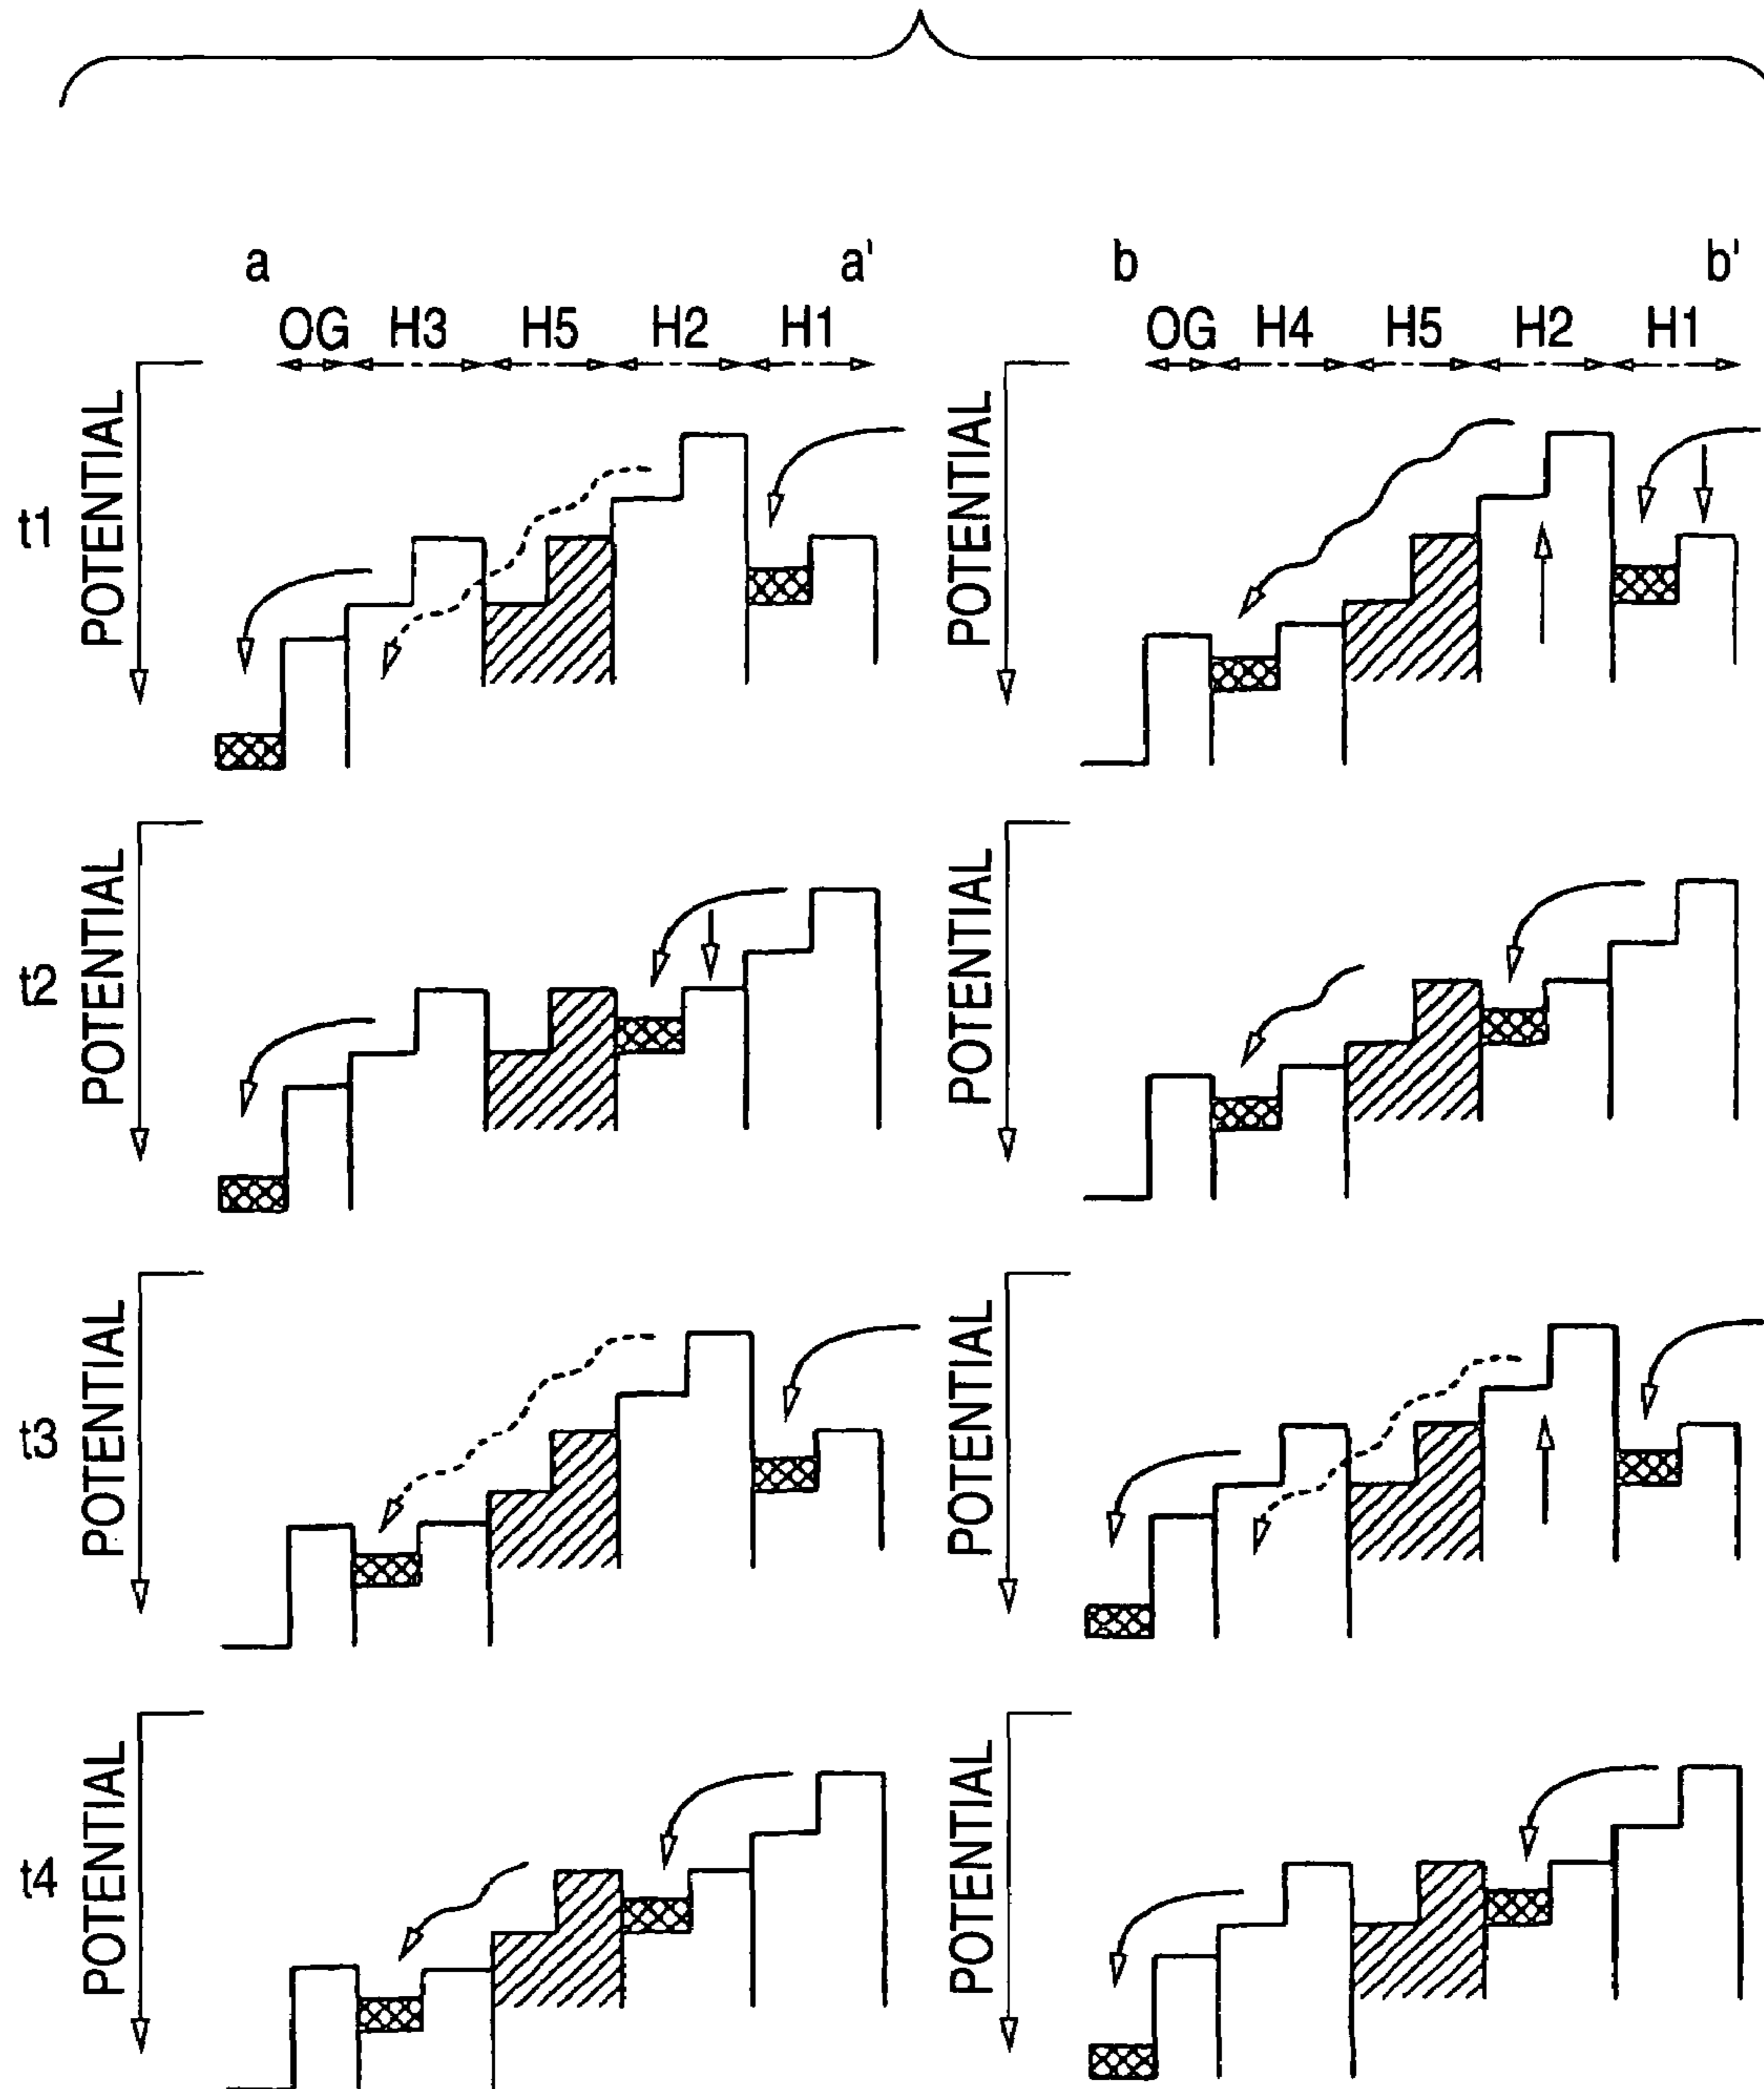 a a' b b'
OG H3 H5 H2 H1 OG H4 H5 H2 H1
t1 POTENTIAL POTENTIAL
t2 POTENTIAL POTENTIAL
t3 POTENTIAL POTENTIAL
t4 POTENTIAL POTENTIAL